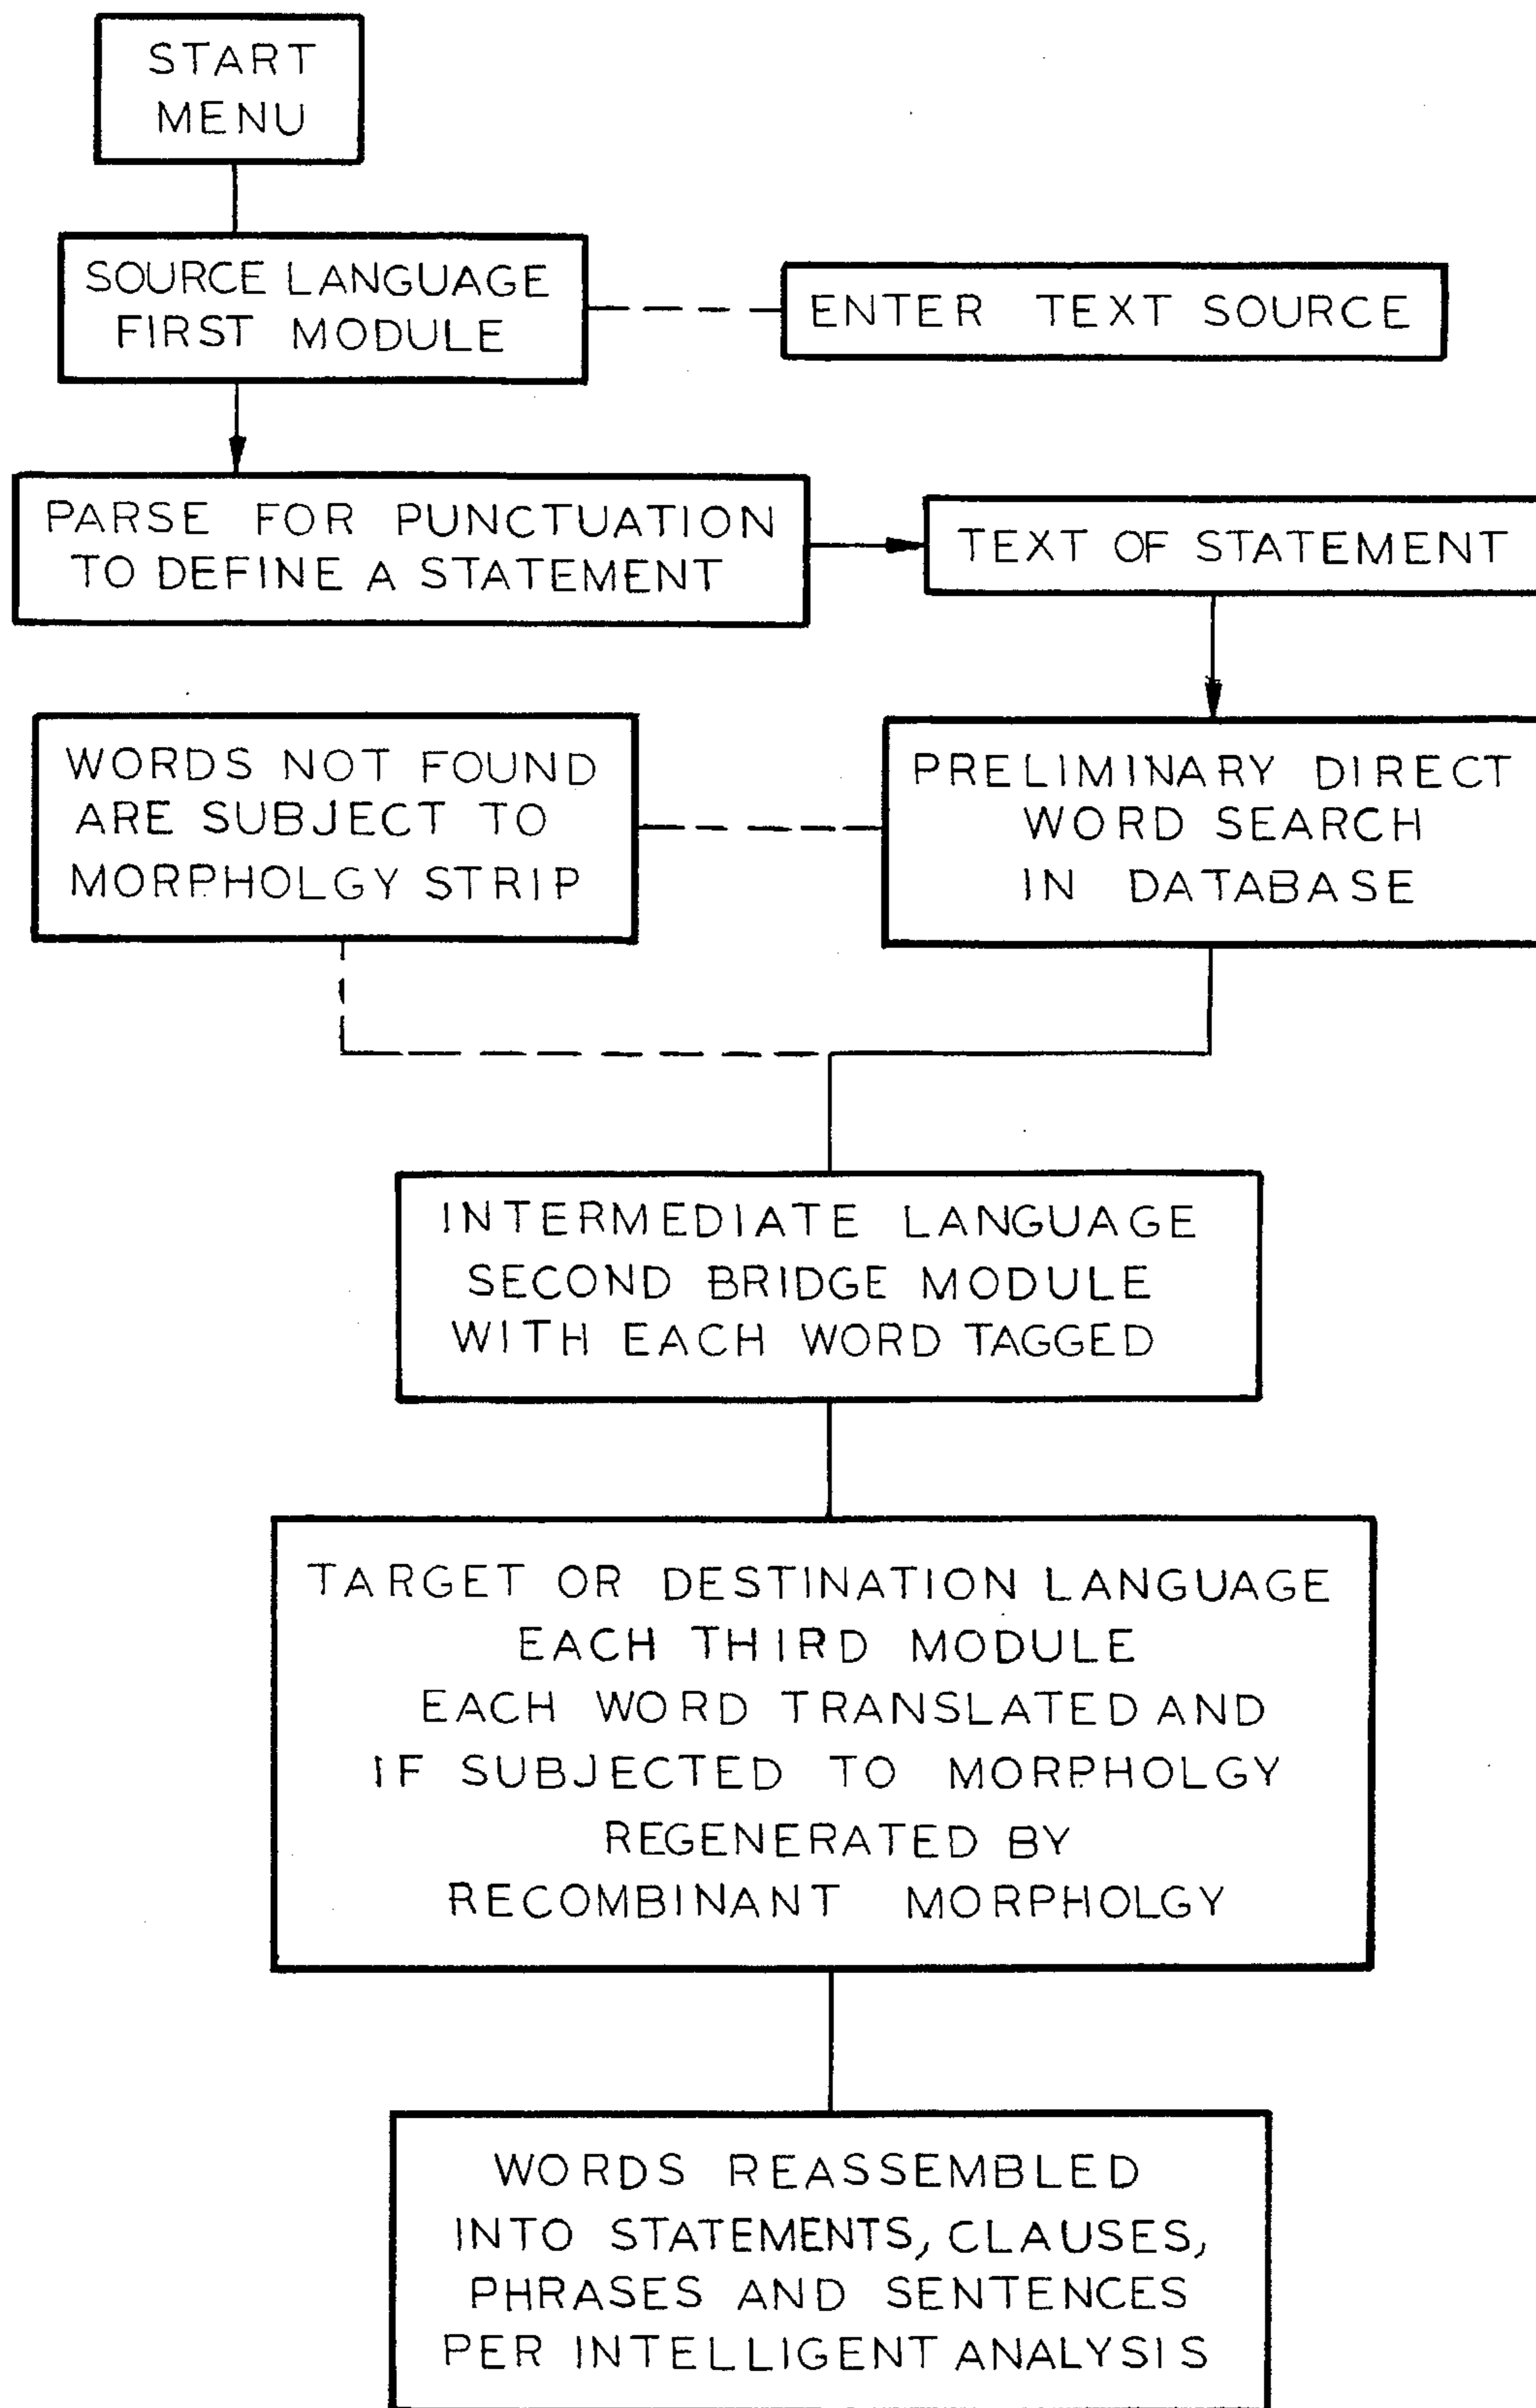 START
MENU
SOURCE LANGUAGE
FIRST MODULE
ENTER TEXT SOURCE
PARSE FOR PUNCTUATION
TO DEFINE A STATEMENT
TEXT OF STATEMENT
WORDS NOT FOUND
ARE SUBJECT TO
MORPHOLGY STRIP
PRELIMINARY DIRECT
WORD SEARCH
IN DATABASE
INTERMEDIATE LANGUAGE
SECOND BRIDGE MODULE
WITH EACH WORD TAGGED
TARGET OR DESTINATION LANGUAGE
EACH THIRD MODULE
EACH WORD TRANSLATED AND
IF SUBJECTED TO MORPHOLGY
REGENERATED BY
RECOMBINANT MORPHOLGY
WORDS REASSEMBLED
INTO STATEMENTS, CLAUSES,
PHRASES AND SENTENCES
PER INTELLIGENT ANALYSIS